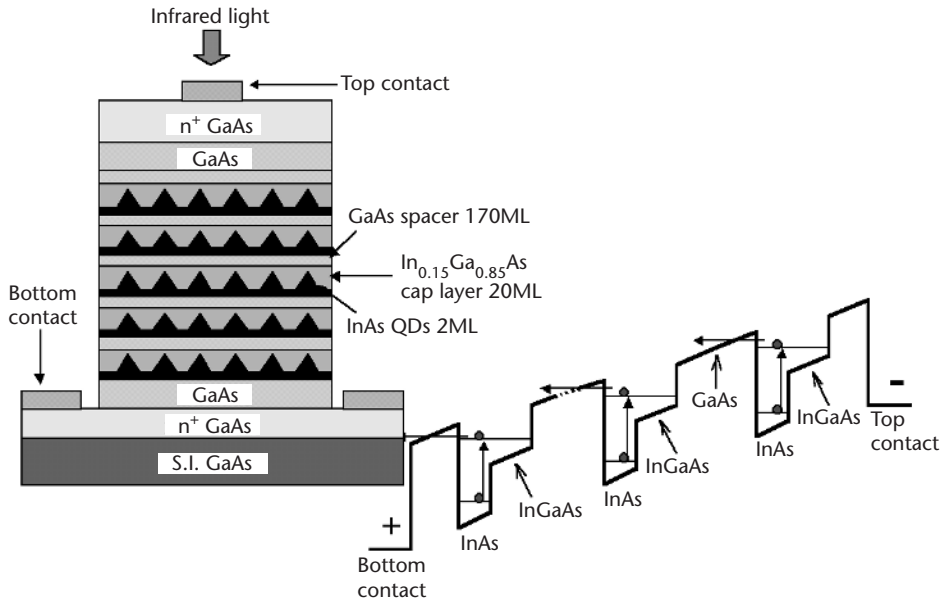 Infrared light
Top contact
n⁺ GaAs
GaAs
GaAs spacer 170ML
In₀.₁₅Ga₀.₈₅As
cap layer 20ML
InAs QDs 2ML
Bottom
contact
GaAs
n⁺ GaAs
S.I. GaAs
GaAs
InGaAs
InAs
-
Top
contact
InGaAs
InAs
InGaAs
InAs
+
Bottom
contact